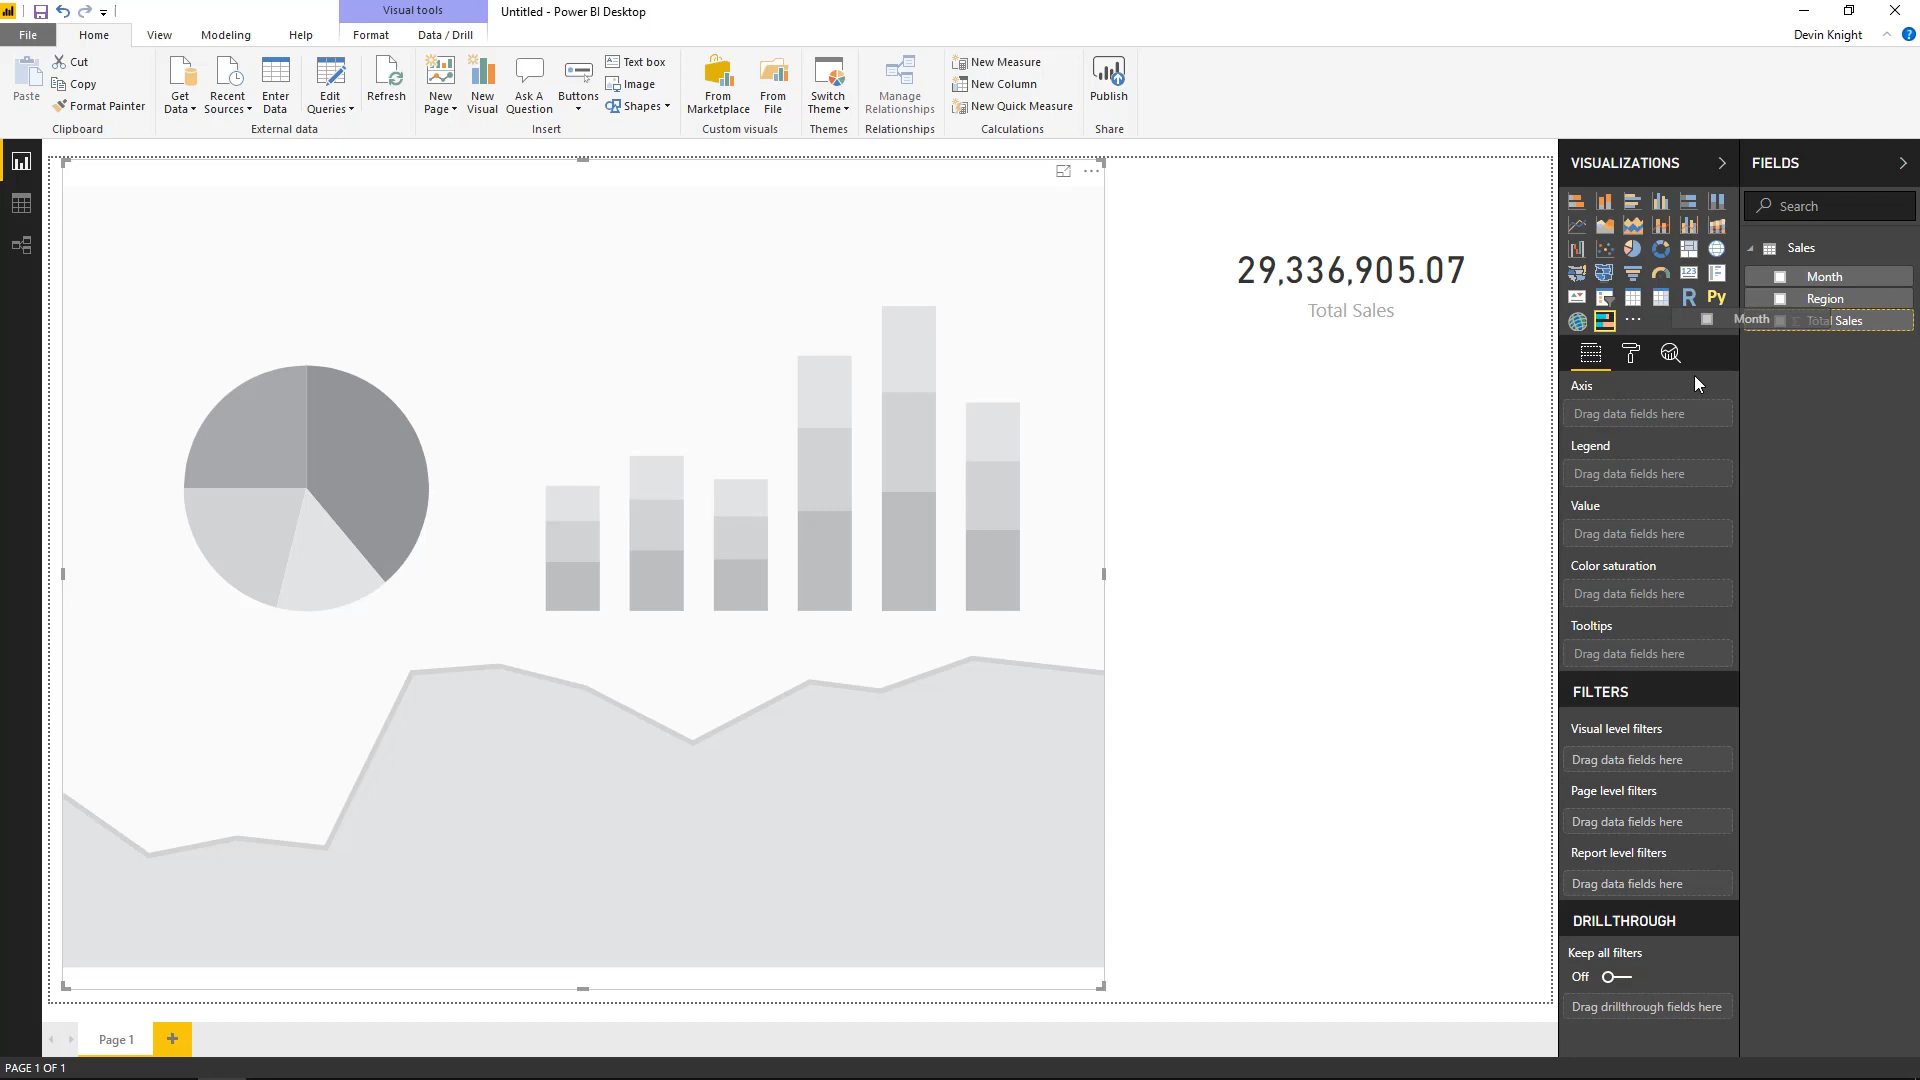 Visual tools
Untitled - Power BI Desktop
File
Home
View
Modeling
Help
Format
Data / Drill
Devin Knight
?
Paste
Cut
Copy
Format Painter
Clipboard
Get Data
Recent Sources
Enter Data
Edit Queries
Refresh
External data
New Page
New Visual
Ask A Question
Buttons
Text box
Image
Shapes
Insert
From Marketplace
From File
Custom visuals
Switch Theme
Themes
Manage Relationships
Relationships
New Measure
New Column
New Quick Measure
Calculations
Publish
Share
29,336,905.07
Total Sales
VISUALIZATIONS
123
R
Py
Axis
Drag data fields here
Legend
Drag data fields here
Value
Drag data fields here
Color saturation
Drag data fields here
Tooltips
Drag data fields here
FILTERS
Visual level filters
Drag data fields here
Page level filters
Drag data fields here
Report level filters
Drag data fields here
DRILLTHROUGH
Keep all filters
Off
Drag drillthrough fields here
FIELDS
Search
Sales
Month
Region
Month
Σ Total Sales
Page 1
PAGE 1 OF 1